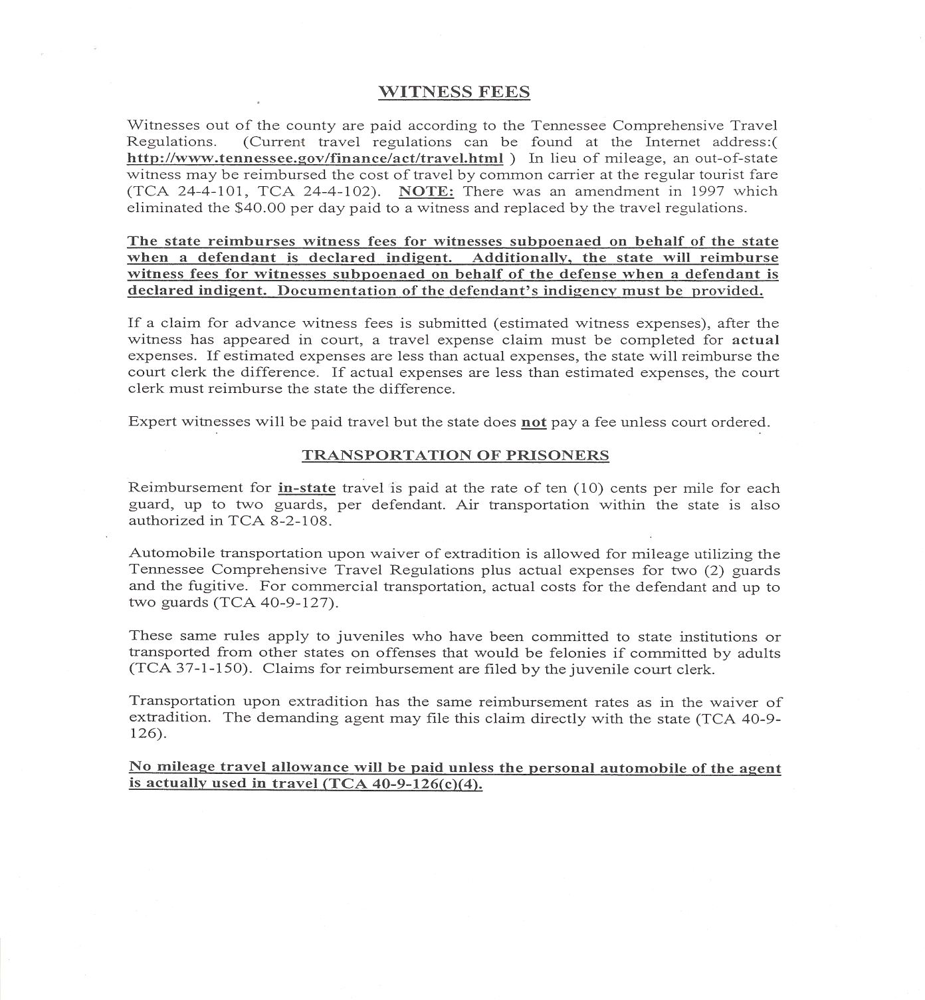 WITNESS FEES
Witnesses out of the county are paid according to the Tennessee Comprehensive Travel
Regulations. (Current travel regulations can be found at the Internet address:(
http://www.tennessee.gov/finance/act/travel.html ) In lieu of mileage, an out-of-state
witness may be reimbursed the cost of travel by common carrier at the regular tourist fare
(TCA 24-4-101, TCA 24-4-102). NOTE: There was an amendment in 1997 which
eliminated the $40.00 per day paid to a witness and replaced by the travel regulations.
The state reimburses witness fees for witnesses subpoenaed on behalf of the state
when a defendant is declared indigent. Additionally, the state will reimburse
witness fees for witnesses subpoenaed on behalf of the defense when a defendant is
declared indigent. Documentation of the defendant's indigency must be provided.
If a claim for advance witness fees is submitted (estimated witness expenses), after the
witness has appeared in court, a travel expense claim must be completed for actual
expenses. If estimated expenses are less than actual expenses, the state will reimburse the
court clerk the difference. If actual expenses are less than estimated expenses, the court
clerk must reimburse the state the difference.
Expert witnesses will be paid travel but the state does not pay a fee unless court ordered.
TRANSPORTATION OF PRISONERS
Reimbursement for in-state travel is paid at the rate of ten (10) cents per mile for each
guard, up to two guards, per defendant. Air transportation within the state is also
authorized in TCA 8-2-108.
Automobile transportation upon waiver of extradition is allowed for mileage utilizing the
Tennessee Comprehensive Travel Regulations plus actual expenses for two (2) guards
and the fugitive. For commercial transportation, actual costs for the defendant and up to
two guards (TCA 40-9-127).
These same rules apply to juveniles who have been committed to state institutions or
transported from other states on offenses that would be felonies if committed by adults
(TCA 37-1-150). Claims for reimbursement are filed by the juvenile court clerk.
Transportation upon extradition has the same reimbursement rates as in the waiver of
extradition. The demanding agent may file this claim directly with the state (TCA 40-9-
126).
No mileage travel allowance will be paid unless the personal automobile of the agent
is actually used in travel (TCA 40-9-126(c)(4).